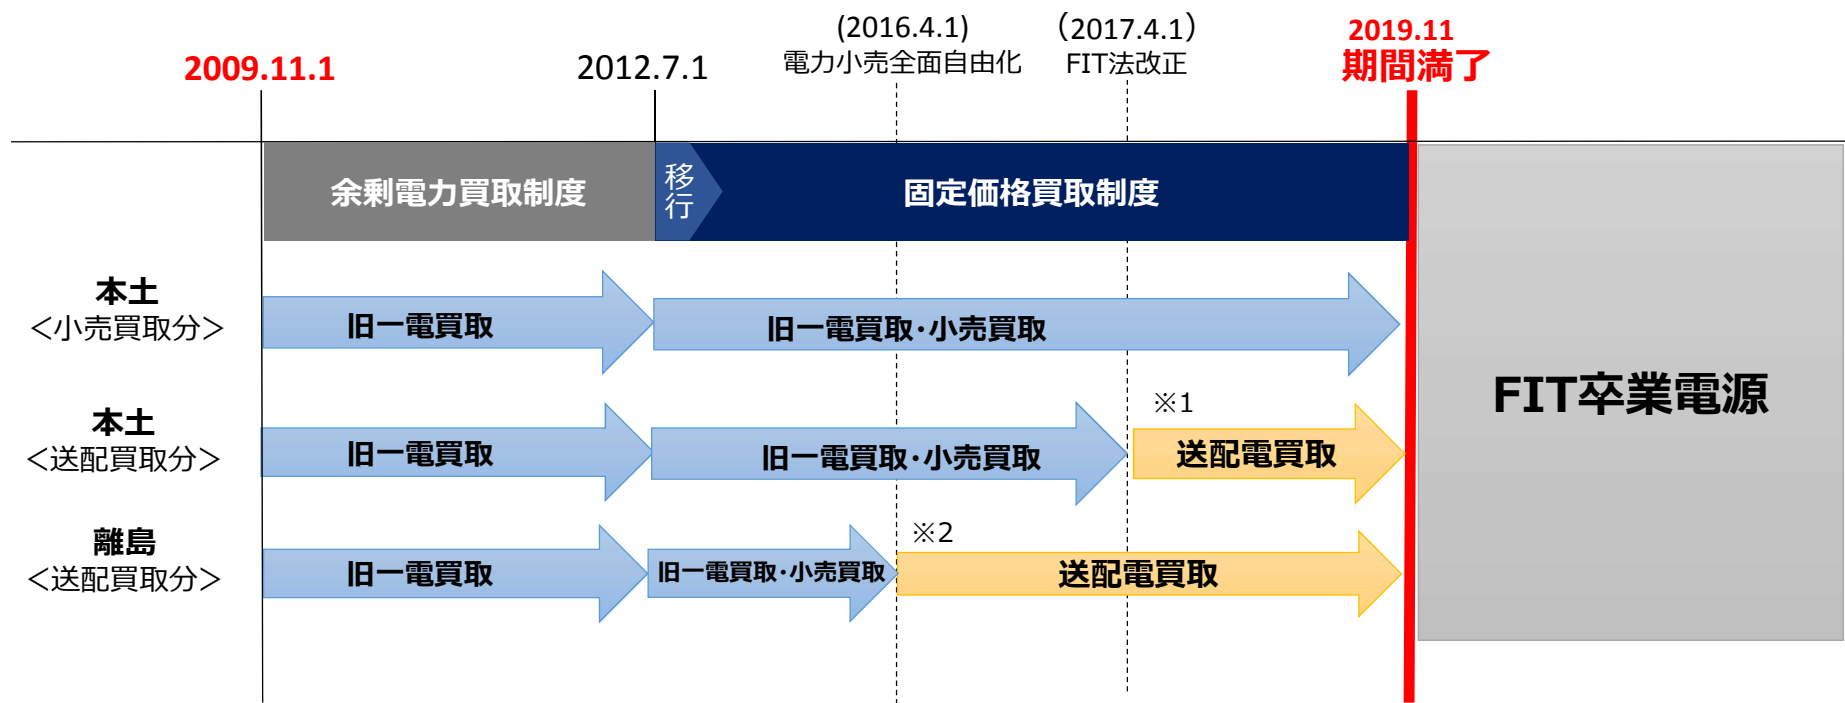 2009.11.1
2012.7.1
(2016.4.1)
電力小売全面自由化
（2017.4.1）
FIT法改正
2019.11
期間満了
余剰電力買取制度
移行
固定価格買取制度
本土
＜小売買取分＞
旧一電買取
旧一電買取・小売買取
本土
＜送配買取分＞
旧一電買取
旧一電買取・小売買取
※1
送配電買取
離島
＜送配買取分＞
旧一電買取
旧一電買取・小売買取
※2
送配電買取
FIT卒業電源